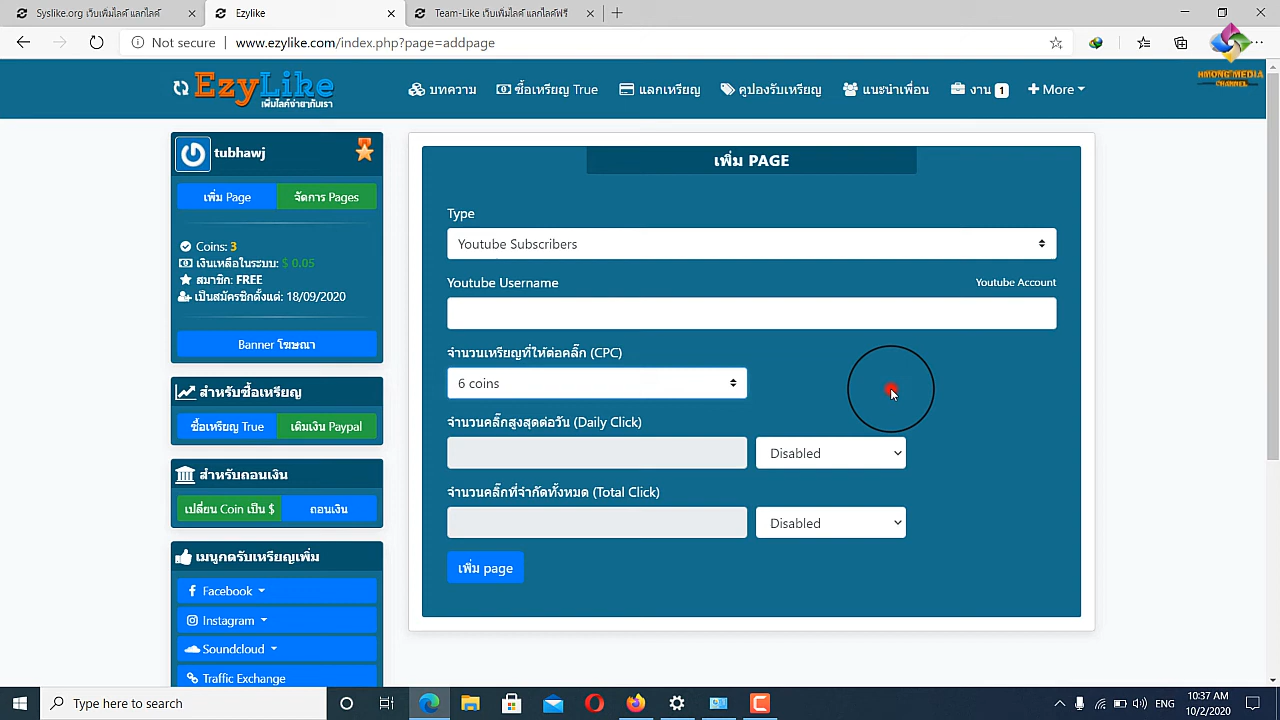 Syslike.org เว็บเพิ่มไลค์ไลค์ฟรี
Ezylike
Team-Like เว็บปั้มไลค์ฟรี
Not secure
www.ezylike.com/index.php?page=addpage
HMONG MEDIA
CHANNEL
EzyLike
เพิ่มไลค์จ่ายากับเรา
บทความ
ซื้อเหรียญ True
แลกเหรียญ
คูปองรับเหรียญ
แนะนำเพื่อน
งาน 1
More
tubhawj
เพิ่ม Page
จัดการ Pages
Coins: 3
เงินเหลือในระบบ: $ 0.05
สมาชิก: FREE
เป็นสมัครชิกตั้งแต่: 18/09/2020
Banner โฆษณา
สำหรับซื้อเหรียญ
ซื้อเหรียญ True
เติมเงิน Paypal
สำหรับถอนเงิน
เปลี่ยน Coin เป็น $
ถอนเงิน
เมนูกดรับเหรียญเพิ่ม
Facebook
Instagram
Soundcloud
Traffic Exchange
เพิ่ม PAGE
Type
Youtube Subscribers
Youtube Username
Youtube Account
จำนวนเหรียญที่ให้ต่อคลิ๊ก (CPC)
6 coins
จำนวนคลิ๊กสูงสุดต่อวัน (Daily Click)
Disabled
จำนวนคลิ๊กที่จำกัดทั้งหมด (Total Click)
Disabled
เพิ่ม page
Type here to search
ENG
10:37 AM
10/2/2020